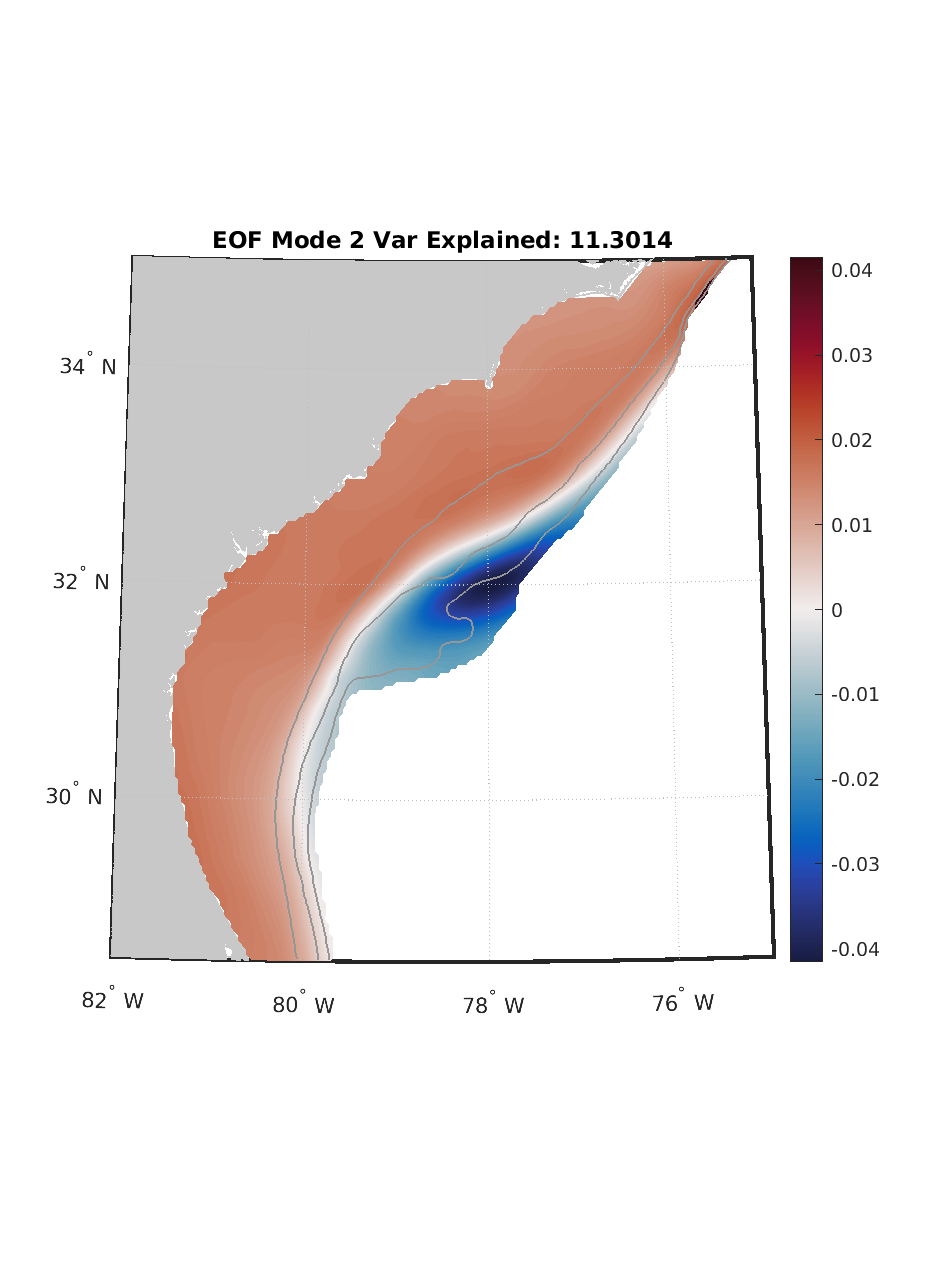 EOF Mode 2 Var Explained: 11.3014
34° N
32° N
30° N
82° W
80° W
78° W
76° W
0.04
0.03
0.02
0.01
0
-0.01
-0.02
-0.03
-0.04